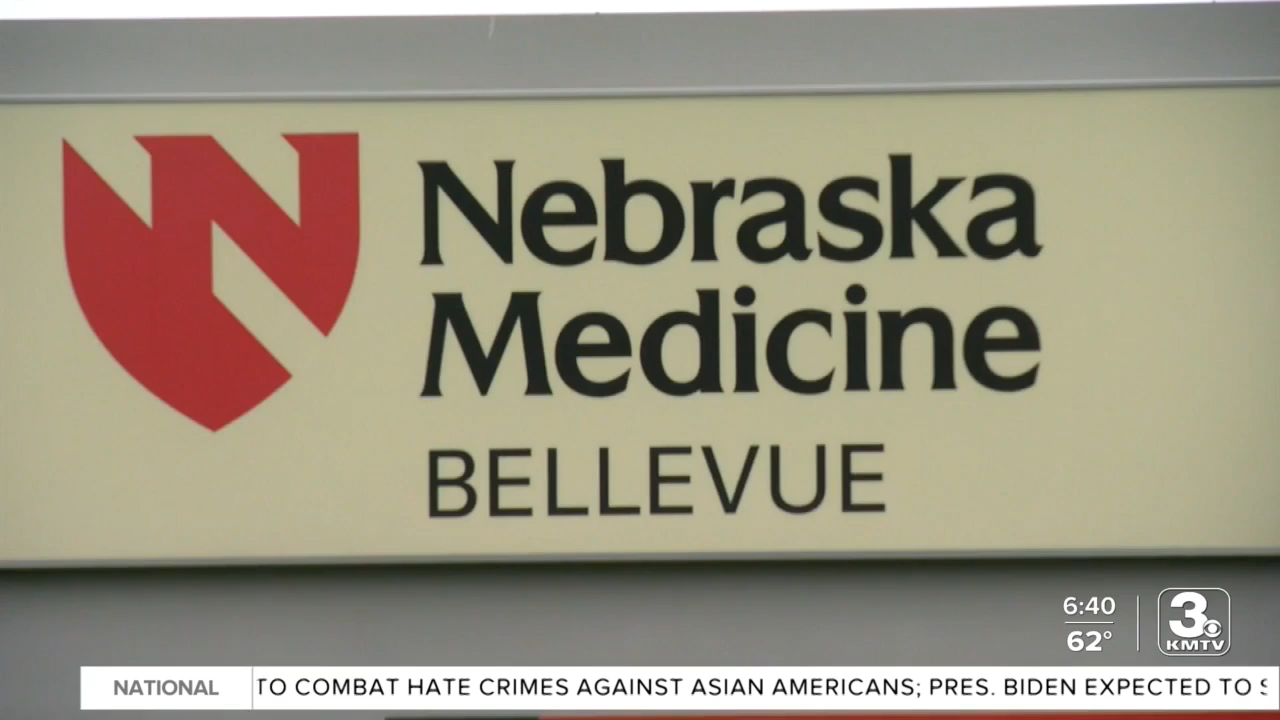 Nebraska
Medicine
BELLEVUE
6:40
62°
3
KMTV
NATIONAL
TO COMBAT HATE CRIMES AGAINST ASIAN AMERICANS; PRES. BIDEN EXPECTED TO